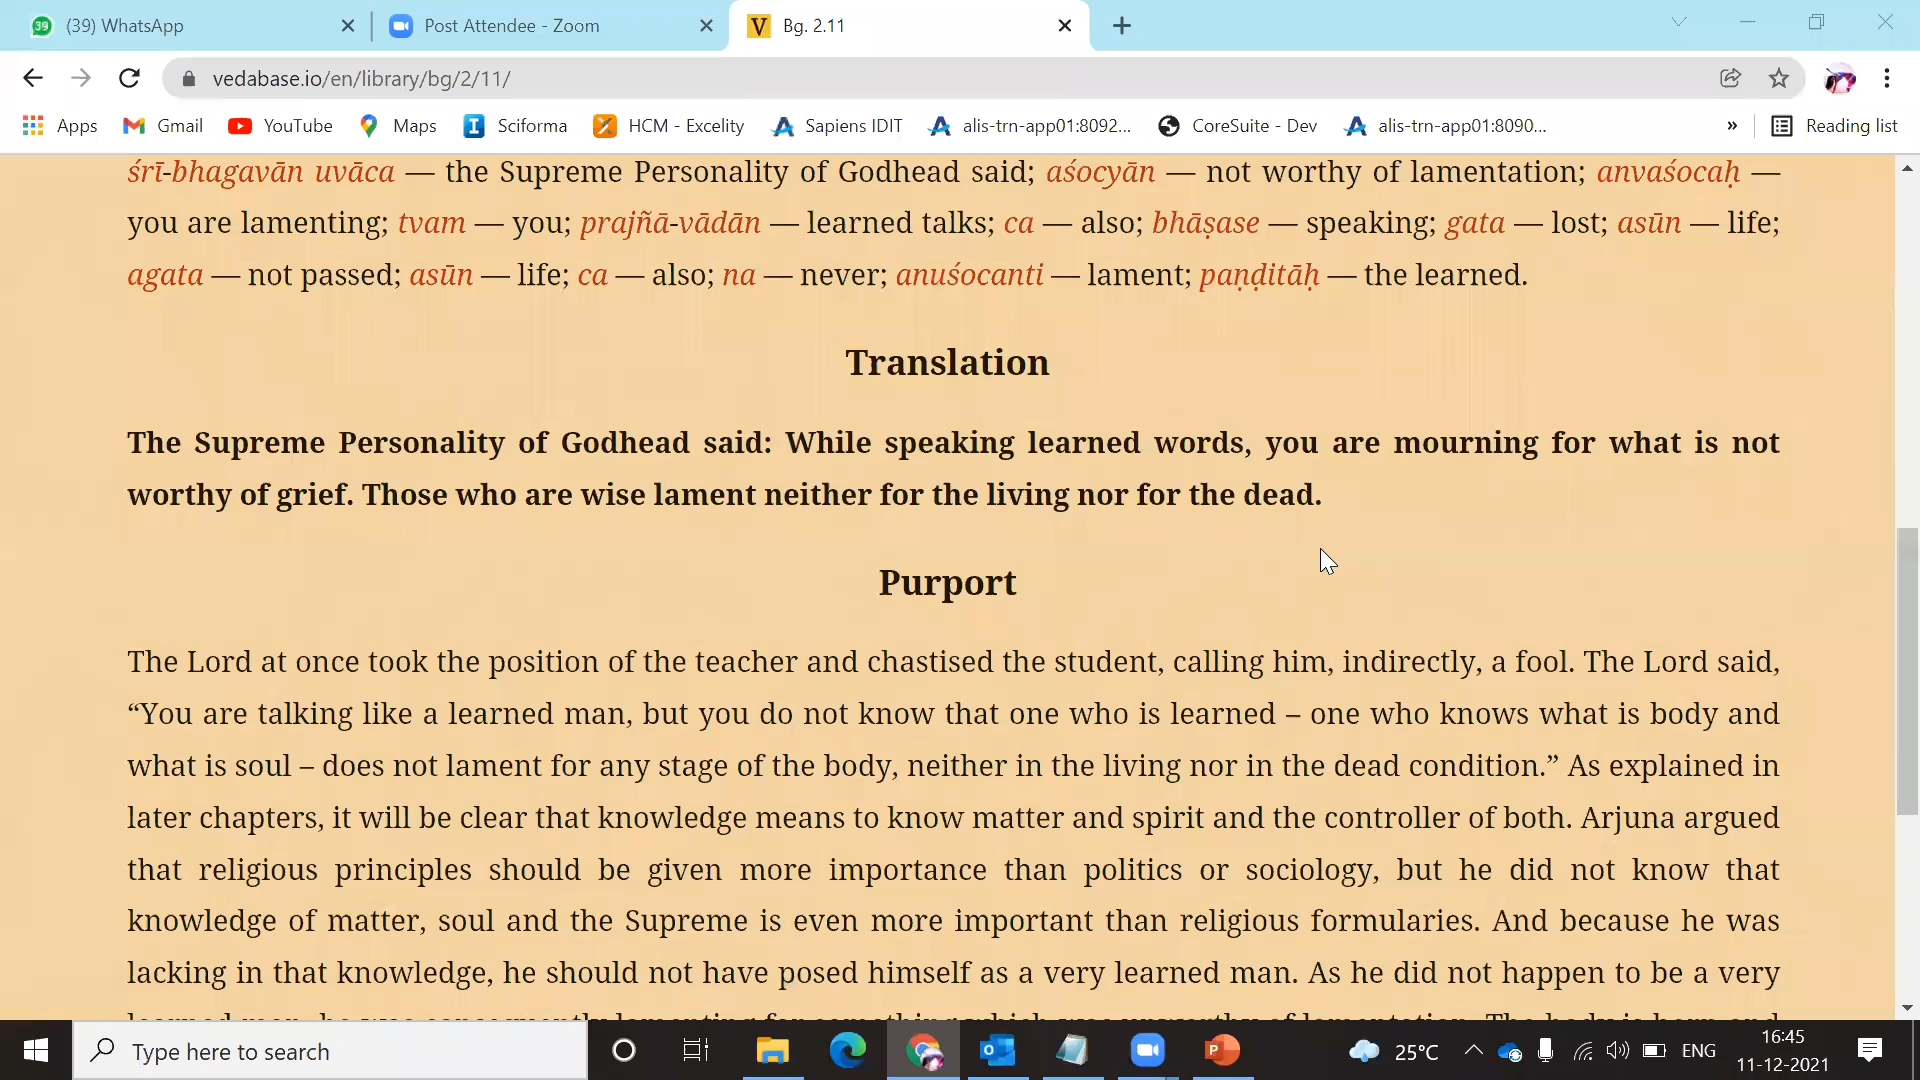 39
(39) WhatsApp
Post Attendee - Zoom
V
Bg. 2.11
vedabase.io/en/library/bg/2/11/
Apps
Gmail
YouTube
Maps
Sciforma
HCM - Excelity
Sapiens IDIT
alis-trn-app01:8092...
CoreSuite - Dev
alis-trn-app01:8090...
»
Reading list
śrī-bhagavān uvāca — the Supreme Personality of Godhead said; aśocyān — not worthy of lamentation; anvaśocaḥ —
you are lamenting; tvam — you; prajñā-vādān — learned talks; ca — also; bhāṣase — speaking; gata — lost; asūn — life;
agata — not passed; asūn — life; ca — also; na — never; anuśocanti — lament; paṇḍitāḥ — the learned.
Translation
The Supreme Personality of Godhead said: While speaking learned words, you are mourning for what is not
worthy of grief. Those who are wise lament neither for the living nor for the dead.
Purport
The Lord at once took the position of the teacher and chastised the student, calling him, indirectly, a fool. The Lord said,
“You are talking like a learned man, but you do not know that one who is learned – one who knows what is body and
what is soul – does not lament for any stage of the body, neither in the living nor in the dead condition.” As explained in
later chapters, it will be clear that knowledge means to know matter and spirit and the controller of both. Arjuna argued
that religious principles should be given more importance than politics or sociology, but he did not know that
knowledge of matter, soul and the Supreme is even more important than religious formularies. And because he was
lacking in that knowledge, he should not have posed himself as a very learned man. As he did not happen to be a very
Type here to search
25°C
ENG
16:45
11-12-2021